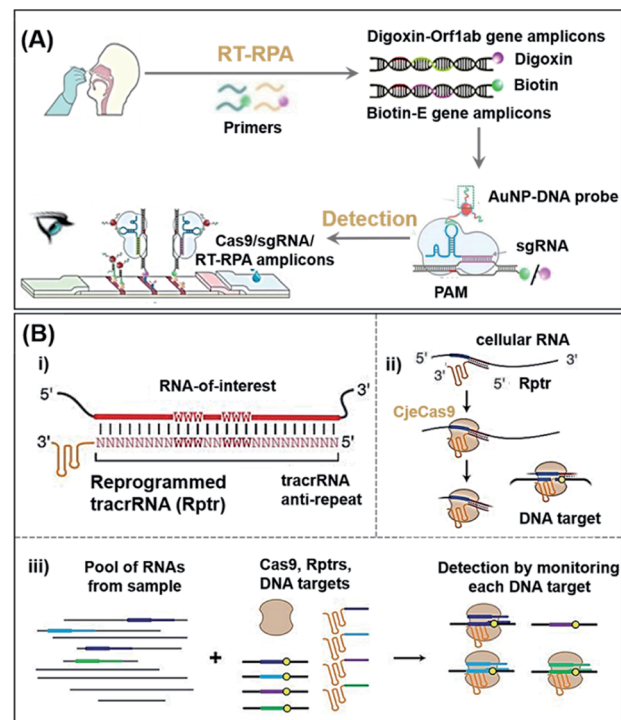 (A)
RT-RPA
Primers
Digoxin-Orf1ab gene amplicons
Digoxin
Biotin
Biotin-E gene amplicons
AuNP-DNA probe
Detection
Cas9/sgRNA/
RT-RPA amplicons
sgRNA
PAM
(B)
i)
RNA-of-interest
5'
3'
WWW WW
3'
NNNNNNNNNNWWWNNWWNNNNNNNNNN
5'
Reprogrammed
tracrRNA (Rptr)
tracrRNA
anti-repeat
ii)
cellular RNA
5'
3'
3'
5'
Rptr
CjeCas9
DNA target
iii)
Pool of RNAs
from sample
+
Cas9, Rptrs,
DNA targets
Detection by monitoring
each DNA target